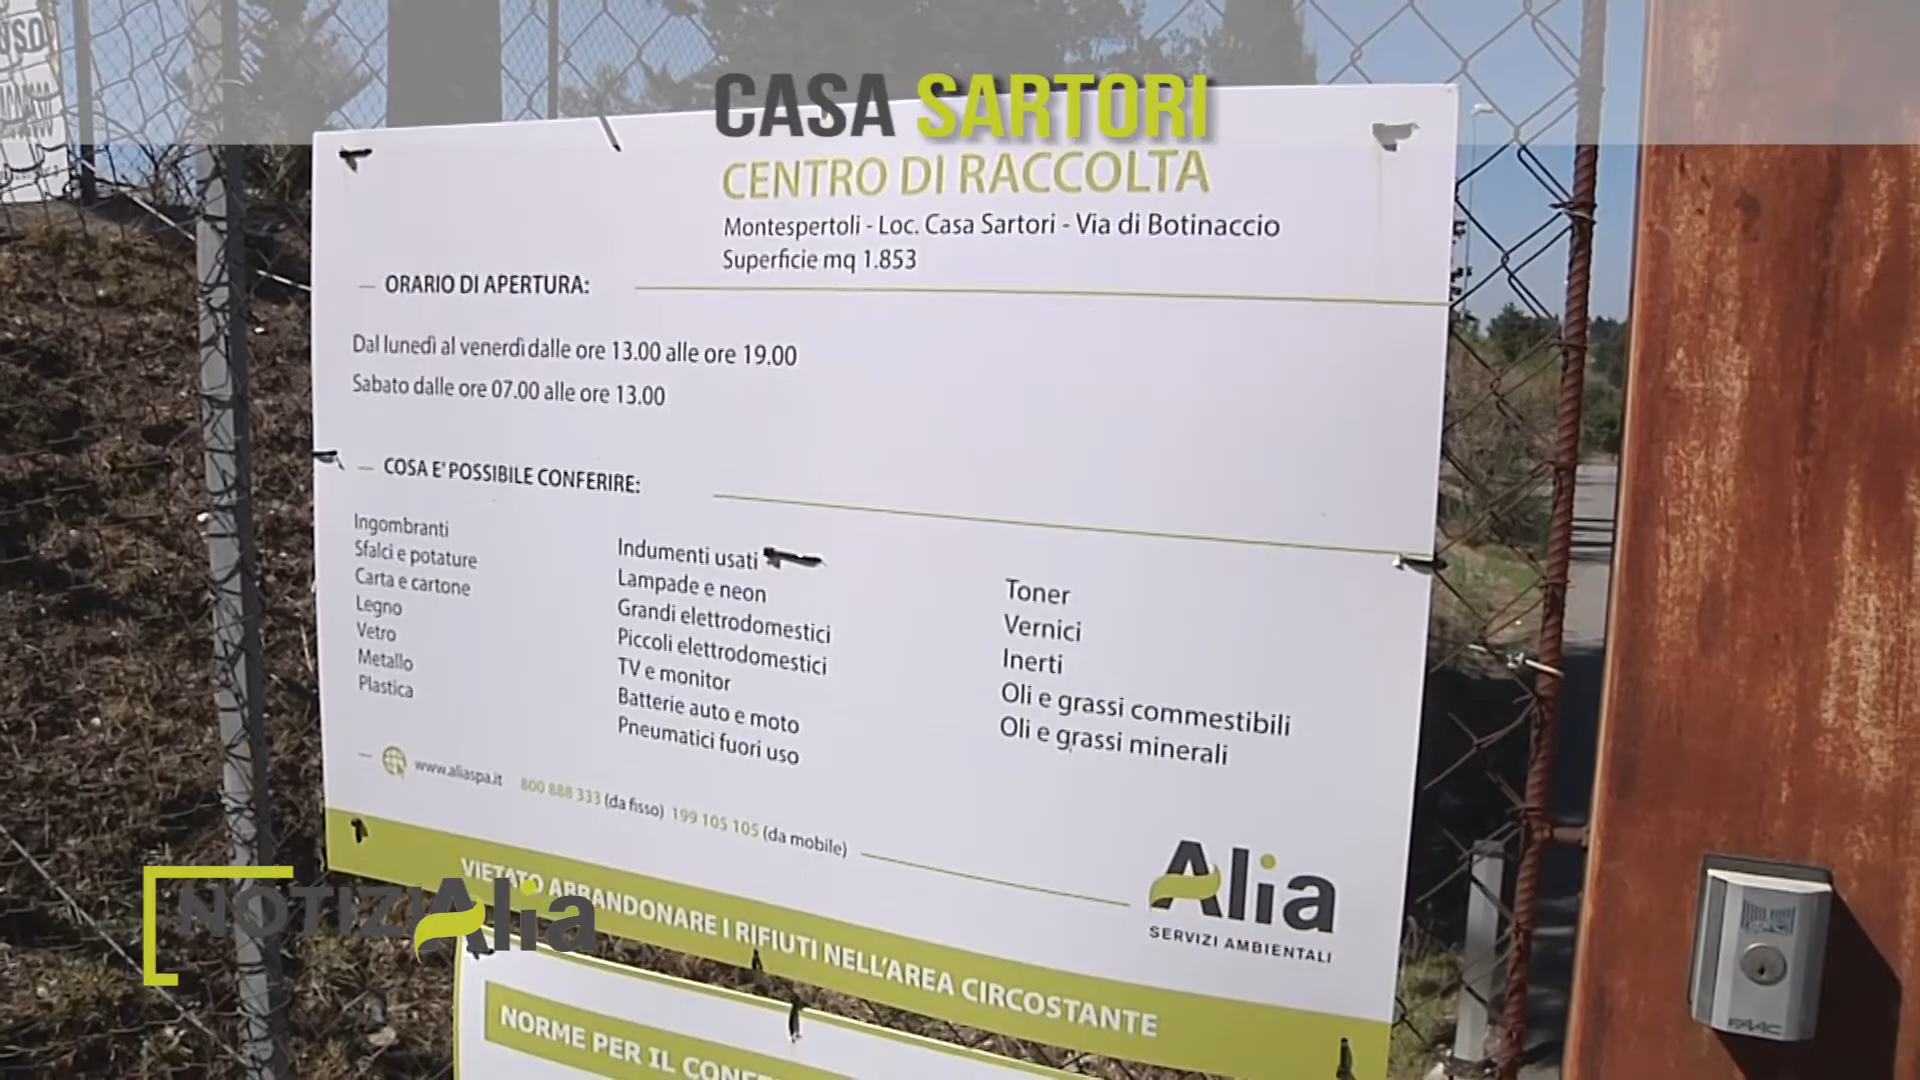 CASA SARTORI
CENTRO DI RACCOLTA
Montespertoli - Loc. Casa Sartori - Via di Botinaccio
Superficie mq 1.853
ORARIO DI APERTURA:
Dal lunedì al venerdì dalle ore 13.00 alle ore 19.00
Sabato dalle ore 07.00 alle ore 13.00
COSA E' POSSIBILE CONFERIRE:
Ingombranti
Sfalci e potature
Carta e cartone
Legno
Vetro
Metallo
Plastica
Indumenti usati
Lampade e neon
Grandi elettrodomestici
Piccoli elettrodomestici
TV e monitor
Batterie auto e moto
Pneumatici fuori uso
Toner
Vernici
Inerti
Oli e grassi commestibili
Oli e grassi minerali
www.aliaspa.it 800 888 333 (da fisso) 199 105 105 (da mobile)
Alia
SERVIZI AMBIENTALI
VIETATO ABBANDONARE I RIFIUTI NELL'AREA CIRCOSTANTE
NOTIZIAlia
NORME PER IL
FAAC